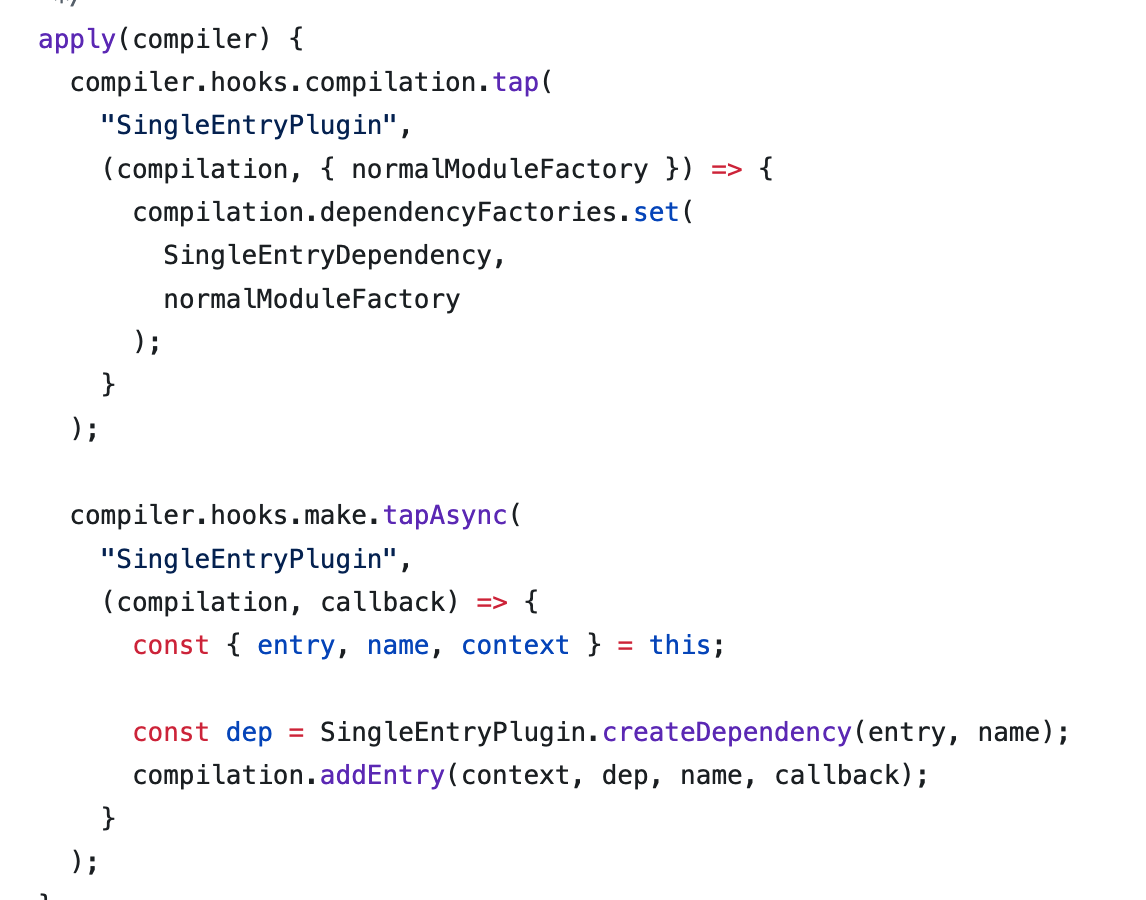 apply(compiler) {
  compiler.hooks.compilation.tap(
    "SingleEntryPlugin",
    (compilation, { normalModuleFactory }) => {
      compilation.dependencyFactories.set(
        SingleEntryDependency,
        normalModuleFactory
      );
    }
  );

  compiler.hooks.make.tapAsync(
    "SingleEntryPlugin",
    (compilation, callback) => {
      const { entry, name, context } = this;

      const dep = SingleEntryPlugin.createDependency(entry, name);
      compilation.addEntry(context, dep, name, callback);
    }
  );